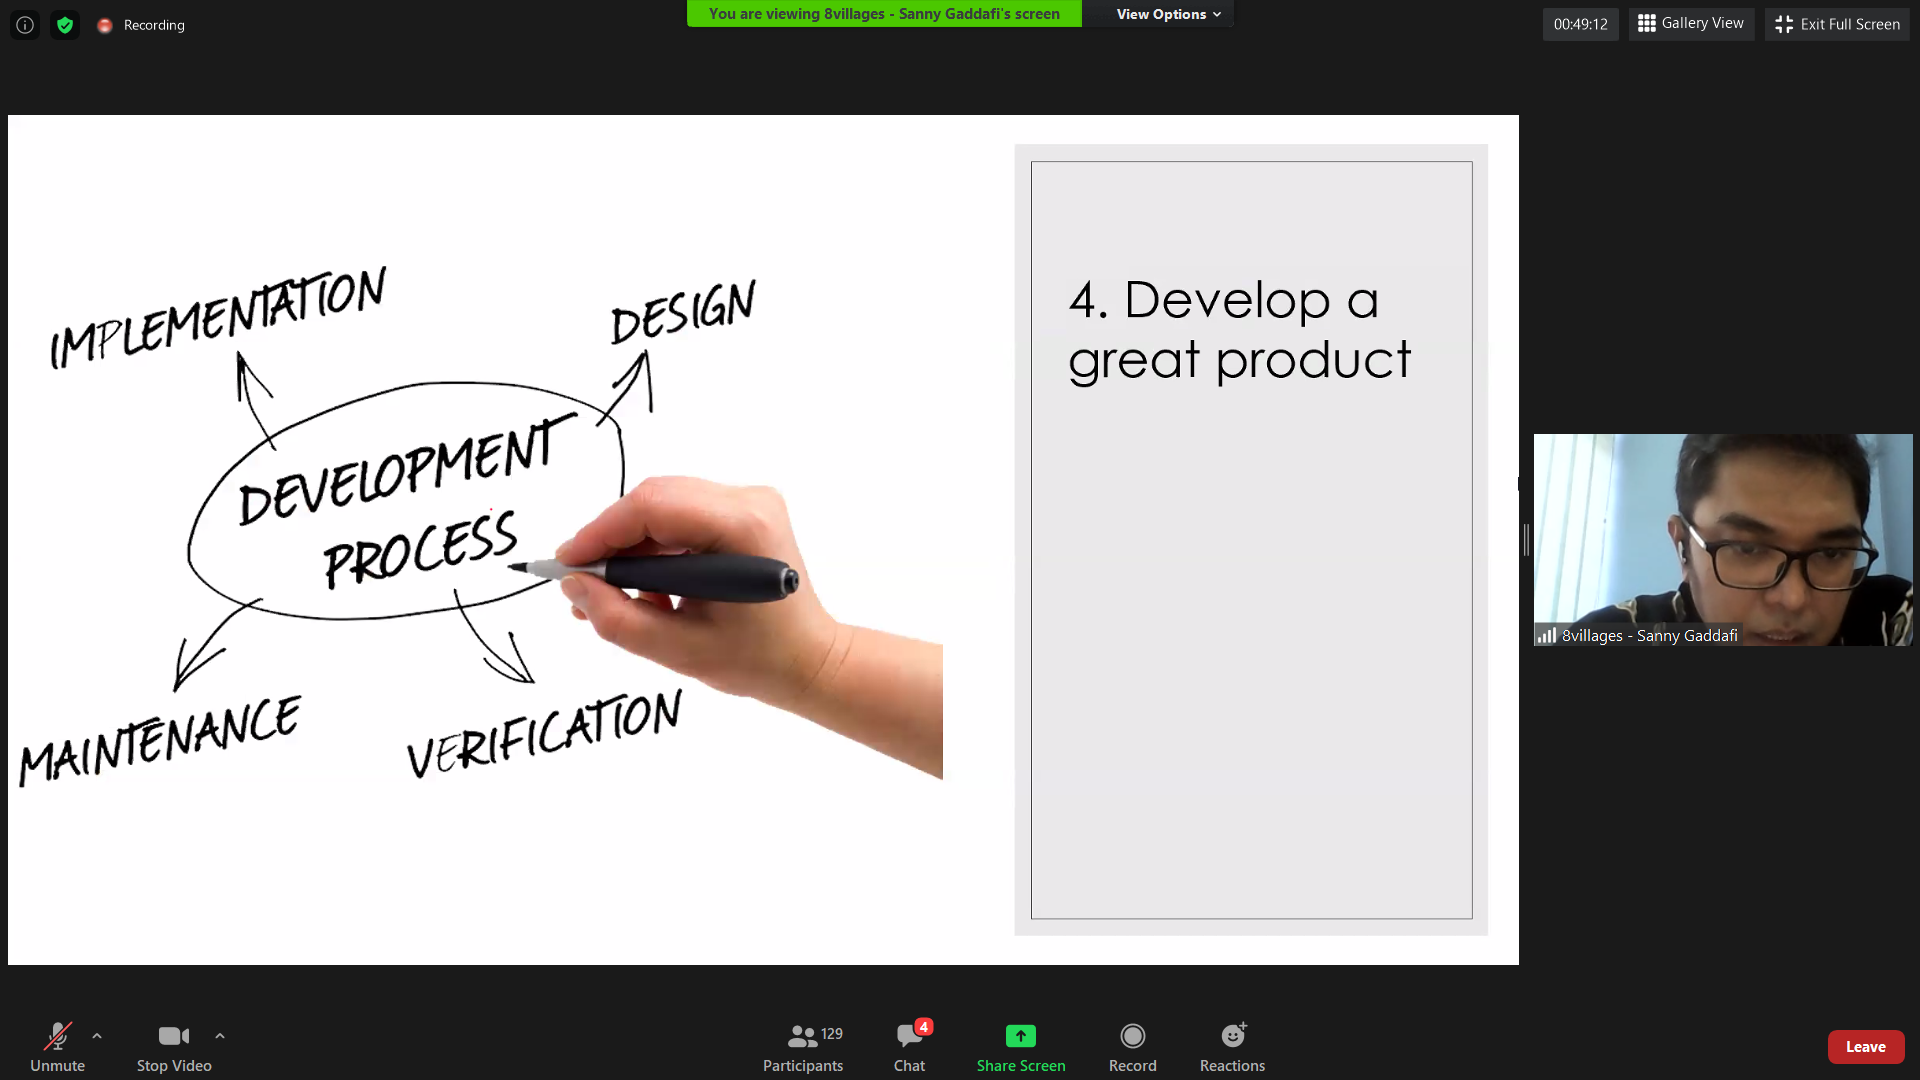 Recording
You are viewing 8villages - Sanny Gaddafi's screen
View Options
00:49:12
Gallery View
Exit Full Screen
IMPLEMENTATION
DESIGN
DEVELOPMENT
PROCESS
MAINTENANCE
VERIFICATION
4. Develop a
great product
8villages - Sanny Gaddafi
Unmute
Stop Video
129
Participants
4
Chat
Share Screen
Record
Reactions
Leave